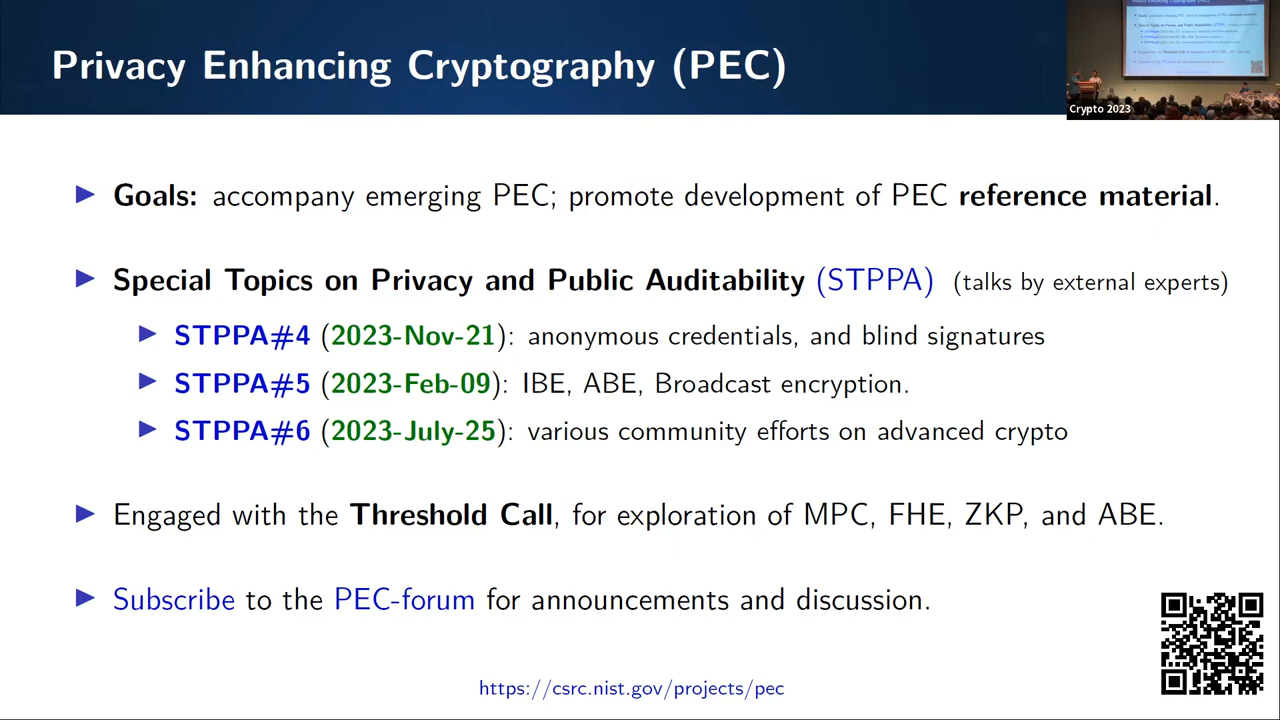 Privacy Enhancing Cryptography (PEC)
Crypto 2023
▶ Goals: accompany emerging PEC; promote development of PEC reference material.
▶ Special Topics on Privacy and Public Auditability (STPPA) (talks by external experts)
▶ STPPA#4 (2023-Nov-21): anonymous credentials, and blind signatures
▶ STPPA#5 (2023-Feb-09): IBE, ABE, Broadcast encryption.
▶ STPPA#6 (2023-July-25): various community efforts on advanced crypto
▶ Engaged with the Threshold Call, for exploration of MPC, FHE, ZKP, and ABE.
▶ Subscribe to the PEC-forum for announcements and discussion.
https://csrc.nist.gov/projects/pec